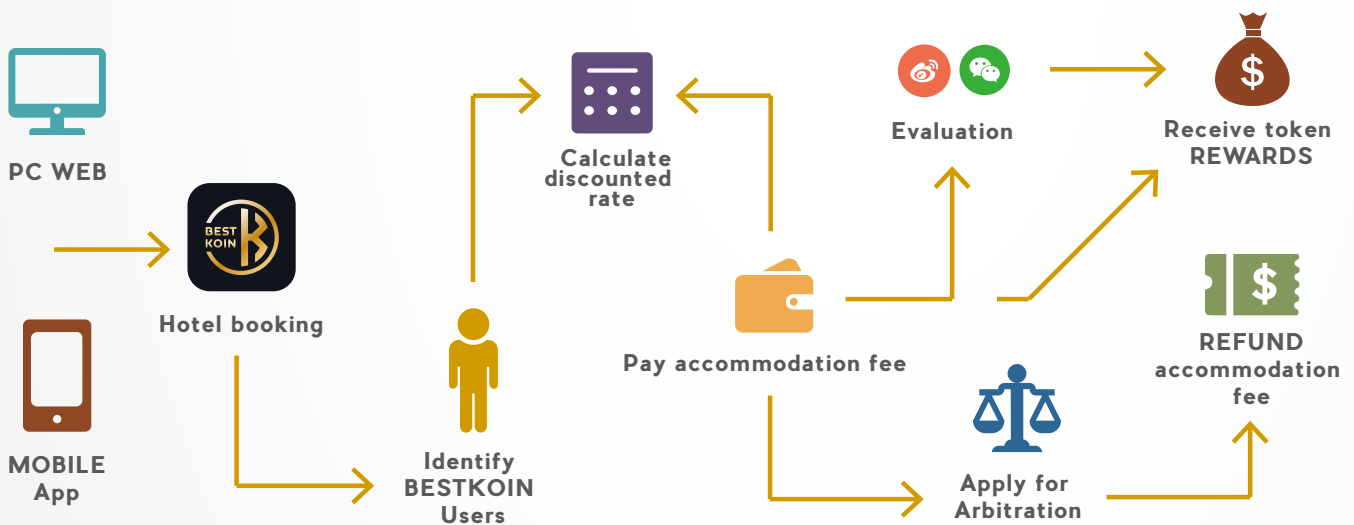 PC WEB
MOBILE
App
BEST
KOIN
Hotel booking
Identify
BESTKOIN
Users
Calculate
discounted
rate
Pay accommodation fee
Evaluation
Apply for
Arbitration
$
Receive token
REWARDS
$
REFUND
accommodation
fee